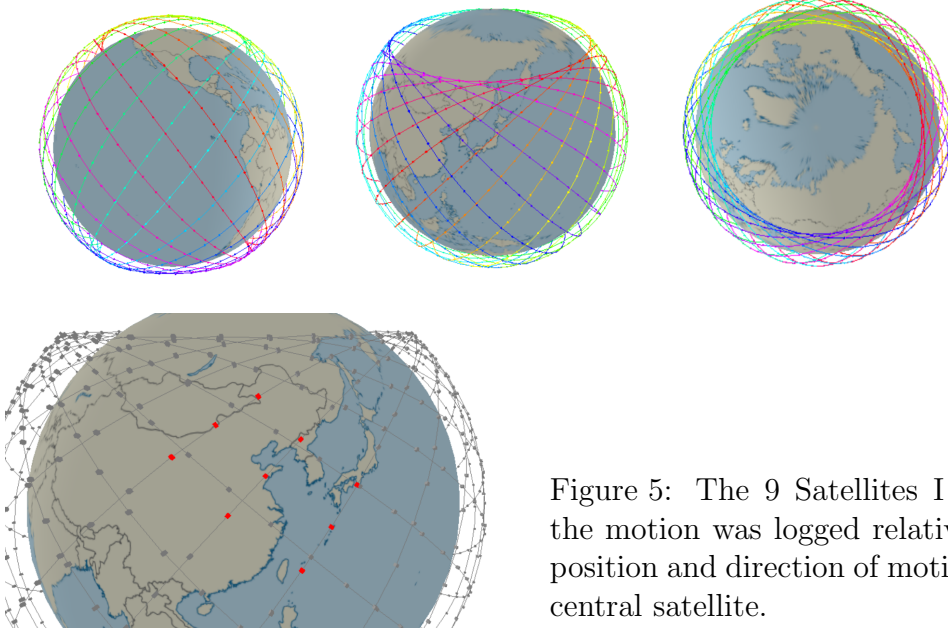 Figure 5: The 9 Satellites I
the motion was logged relativ
position and direction of moti
central satellite.